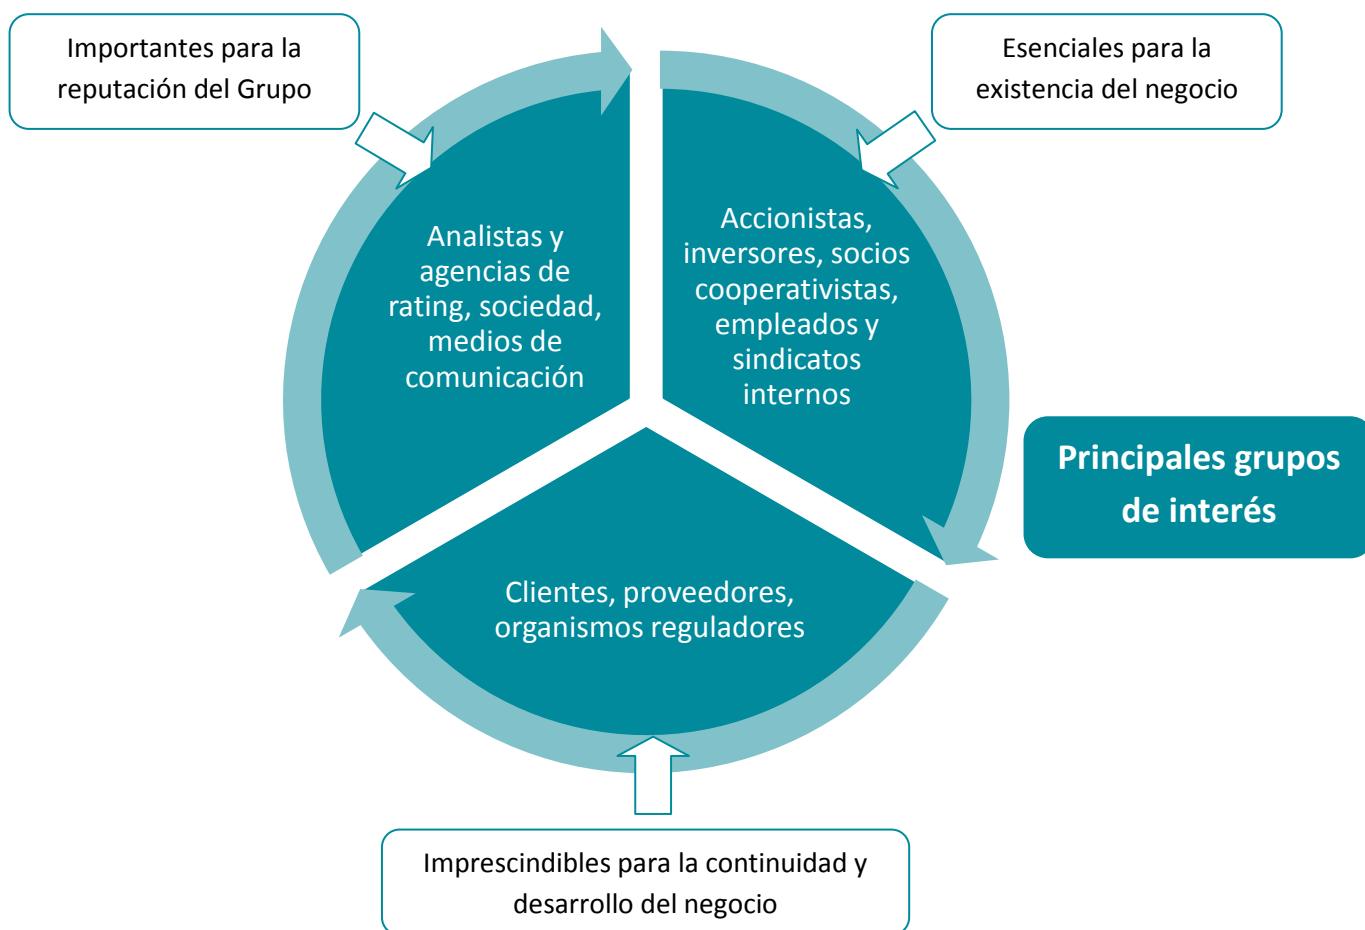 Importantes para la
reputación del Grupo
Esenciales para la
existencia del negocio
Analistas y
agencias de
rating, sociedad,
medios de
comunicación
Accionistas,
inversores, socios
cooperativistas,
empleados y
sindicatos
internos
Principales grupos
de interés
Clientes, proveedores,
organismos reguladores
Imprescindibles para la continuidad y
desarrollo del negocio